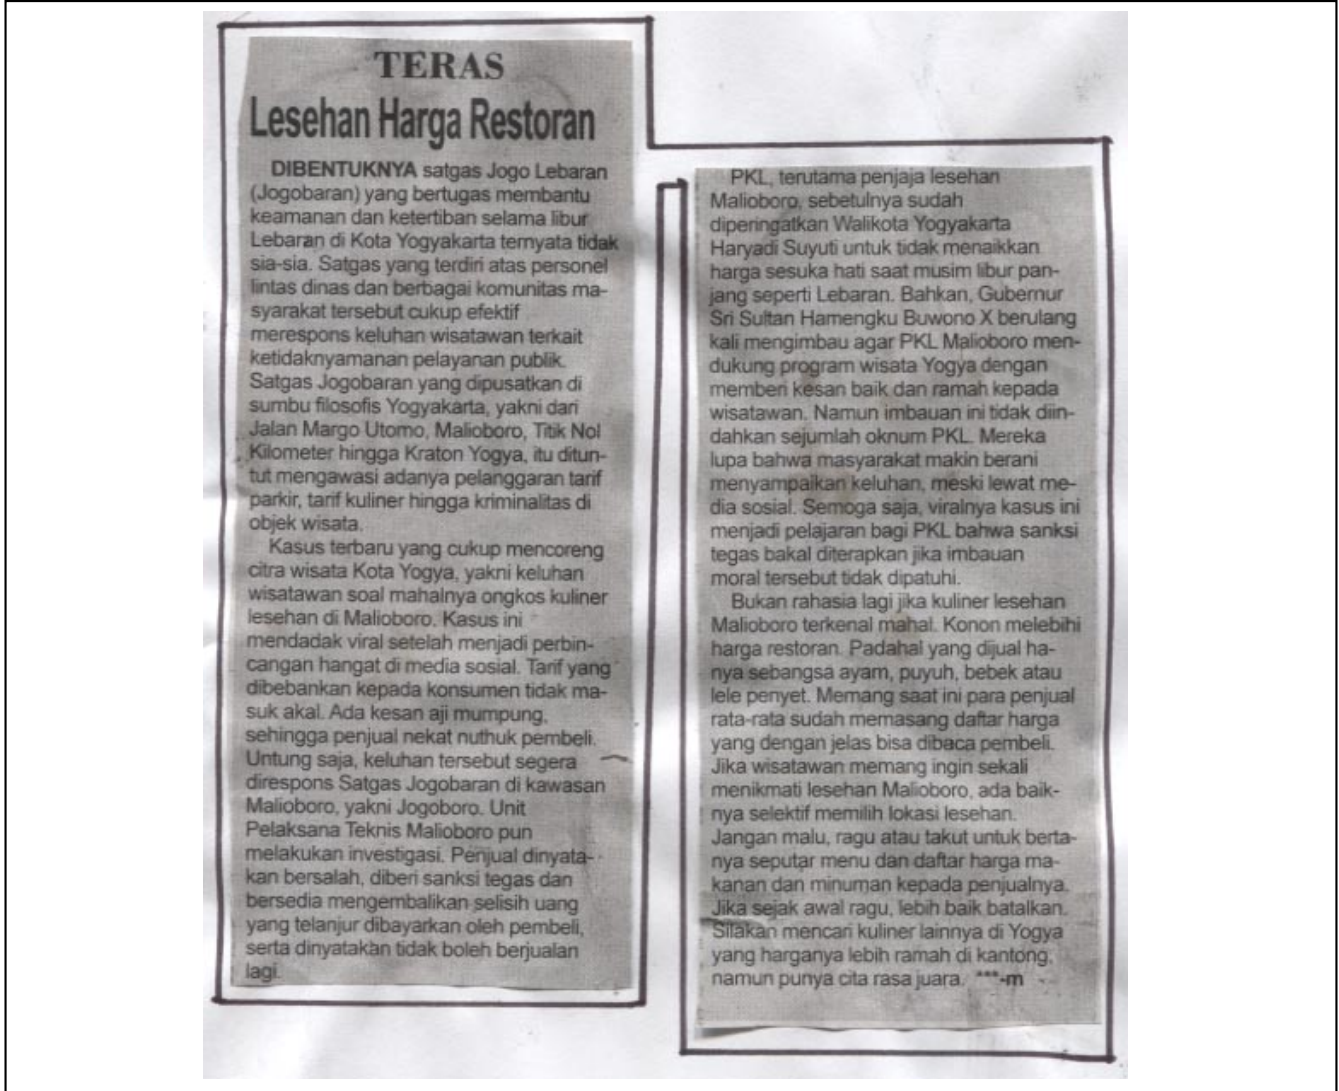 TERAS
Lesehan Harga Restoran
DIBENTUKNYA satgas Jogo Lebaran
(Jogobaran) yang bertugas membantu
keamanan dan ketertiban selama libur
Lebaran di Kota Yogyakarta ternyata tidak
sia-sia. Satgas yang terdiri atas personel
lintas dinas dan berbagai komunitas ma-
syarakat tersebut cukup efektif
merespons keluhan wisatawan terkait
ketidaknyamanan pelayanan publik.
Satgas Jogobaran yang dipusatkan di
sumbu filosofis Yogyakarta, yakni dari
Jalan Margo Utomo, Malioboro, Titik Nol
Kilometer hingga Kraton Yogya, itu ditun-
tut mengawasi adanya pelanggaran tarif
parkir, tarif kuliner hingga kriminalitas di
objek wisata.
Kasus terbaru yang cukup mencoreng
citra wisata Kota Yogya, yakni keluhan
wisatawan soal mahalnya ongkos kuliner
lesehan di Malioboro. Kasus ini
mendadak viral setelah menjadi perbin-
cangan hangat di media sosial. Tarif yang
dibebankan kepada konsumen tidak ma-
suk akal. Ada kesan aji mumpung,
sehingga penjual nekat nuthuk pembeli.
Untung saja, keluhan tersebut segera
direspons Satgas Jogobaran di kawasan
Malioboro, yakni Jogoboro. Unit
Pelaksana Teknis Malioboro pun
melakukan investigasi. Penjual dinyata-
kan bersalah, diberi sanksi tegas dan
bersedia mengembalikan selisih uang
yang telanjur dibayarkan oleh pembeli,
serta dinyatakan tidak boleh berjualan
lagi.
PKL, terutama penjaja lesehan
Malioboro, sebetulnya sudah
diperingatkan Walikota Yogyakarta
Haryadi Suyuti untuk tidak menaikkan
harga sesuka hati saat musim libur pan-
jang seperti Lebaran. Bahkan, Gubernur
Sri Sultan Hamengku Buwono X berulang
kali mengimbau agar PKL Malioboro men-
dukung program wisata Yogya dengan
memberi kesan baik dan ramah kepada
wisatawan. Namun imbauan ini tidak diin-
dahkan sejumlah oknum PKL. Mereka
lupa bahwa masyarakat makin berani
menyampaikan keluhan, meski lewat me-
dia sosial. Semoga saja, viralnya kasus ini
menjadi pelajaran bagi PKL bahwa sanksi
tegas bakal diterapkan jika imbauan
moral tersebut tidak dipatuhi.
Bukan rahasia lagi jika kuliner lesehan
Malioboro terkenal mahal. Konon melebihi
harga restoran. Padahal yang dijual ha-
nya sebangsa ayam, puyuh, bebek atau
lele penyet. Memang saat ini para penjual
rata-rata sudah memasang daftar harga
yang dengan jelas bisa dibaca pembeli.
Jika wisatawan memang ingin sekali
menikmati lesehan Malioboro, ada baik-
nya selektif memilih lokasi lesehan.
Jangan malu, ragu atau takut untuk berta-
nya seputar menu dan daftar harga ma-
kanan dan minuman kepada penjualnya.
Jika sejak awal ragu, lebih baik batalkan.
Silakan mencari kuliner lainnya di Yogya
yang harganya lebih ramah di kantong,
namun punya cita rasa juara. ***-m